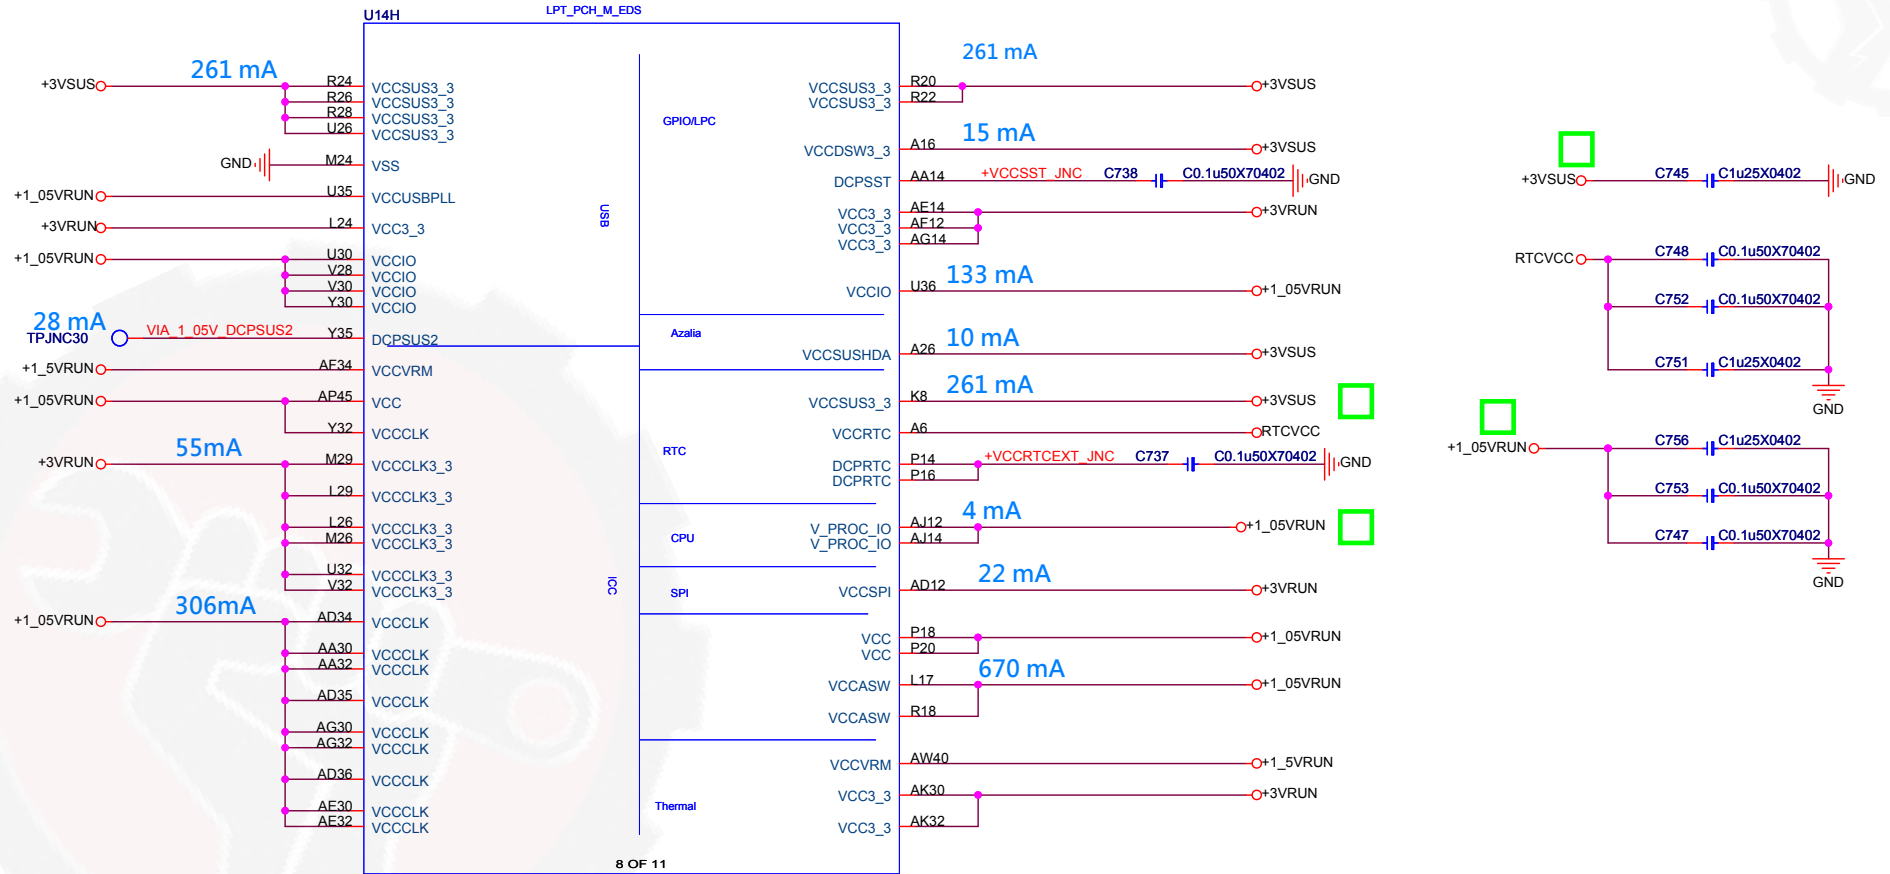 LPT_PCH_M_EDS
U14H
261 mA
+3VSUS
R24 VCCSUS3_3
R26 VCCSUS3_3
R28 VCCSUS3_3
U26 VCCSUS3_3
GND M24 VSS
+1_05VRUN U35 VCCUSBPLL
+3VRUN L24 VCC3_3
+1_05VRUN U30 VCCIO
V28 VCCIO
V30 VCCIO
Y30 VCCIO
28 mA
TPJNC30 VIA_1_05V_DCPSUS2 Y35 DCPSUS2
+1_5VRUN AF34 VCCVRM
+1_05VRUN AP45 VCC
Y32 VCCCLK
55mA
+3VRUN M29 VCCCLK3_3
L29 VCCCLK3_3
L26 VCCCLK3_3
M26 VCCCLK3_3
U32 VCCCLK3_3
V32 VCCCLK3_3
306mA
+1_05VRUN AD34 VCCCLK
AA30 VCCCLK
AA32 VCCCLK
AD35 VCCCLK
AG30 VCCCLK
AG32 VCCCLK
AD36 VCCCLK
AE30 VCCCLK
AE32 VCCCLK
USB
ICC
GPIO/LPC
Azalia
RTC
CPU
SPI
Thermal
8 OF 11
261 mA
VCCSUS3_3 R20 +3VSUS
VCCSUS3_3 R22
15 mA
VCCDSW3_3 A16 +3VSUS
DCPSST AA14 +VCCSST_JNC C738 C0.1u50X70402 GND
VCC3_3 AE14 +3VRUN
VCC3_3 AF12
VCC3_3 AG14
133 mA
VCCIO U36 +1_05VRUN
10 mA
VCCSUSHDA A26 +3VSUS
261 mA
VCCSUS3_3 K8 +3VSUS
VCCRTC A6 RTCVCC
DCPRTC P14 +VCCRTCEXT_JNC C737 C0.1u50X70402 GND
DCPRTC P16
4 mA
V_PROC_IO AJ12 +1_05VRUN
V_PROC_IO AJ14
22 mA
VCCSPI AD12 +3VRUN
VCC P18 +1_05VRUN
VCC P20
670 mA
VCCASW L17 +1_05VRUN
VCCASW R18
VCCVRM AW40 +1_5VRUN
VCC3_3 AK30 +3VRUN
VCC3_3 AK32
+3VSUS C745 C1u25X0402 GND
RTCVCC C748 C0.1u50X70402
C752 C0.1u50X70402
C751 C1u25X0402
GND
+1_05VRUN C756 C1u25X0402
C753 C0.1u50X70402
C747 C0.1u50X70402
GND